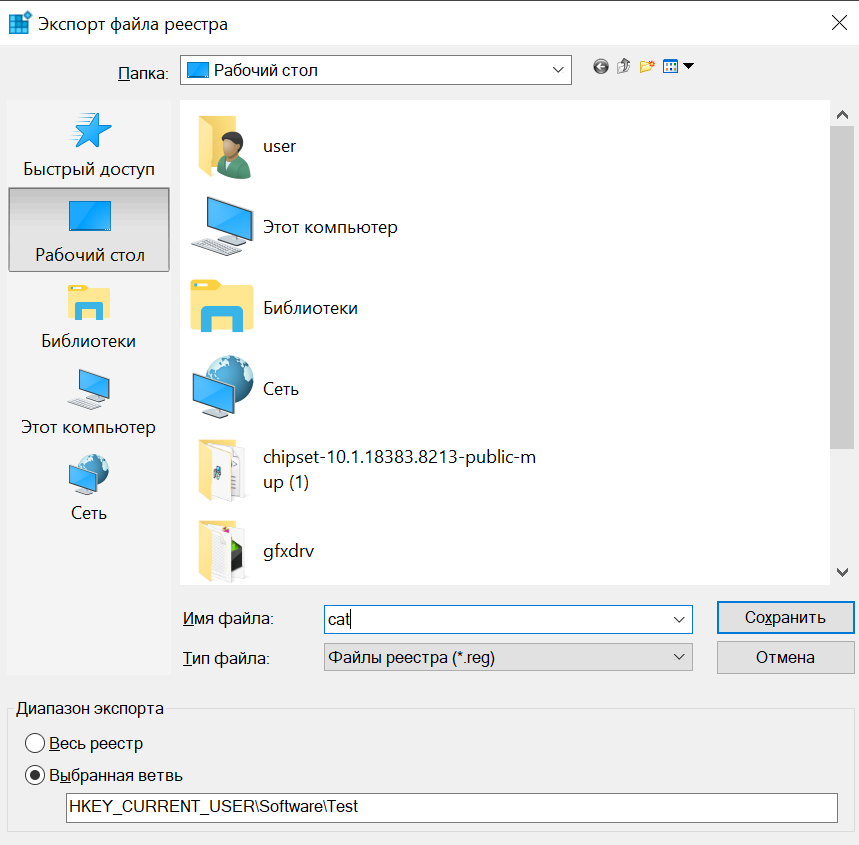 Экспорт файла реестра
Папка:
Рабочий стол
Быстрый доступ
Рабочий стол
Библиотеки
Этот компьютер
Сеть
user
Этот компьютер
Библиотеки
Сеть
chipset-10.1.18383.8213-public-m
up (1)
gfxdrv
Имя файла:
cat
Сохранить
Тип файла:
Файлы реестра (*.reg)
Отмена
Диапазон экспорта
Весь реестр
Выбранная ветвь
HKEY_CURRENT_USER\Software\Test